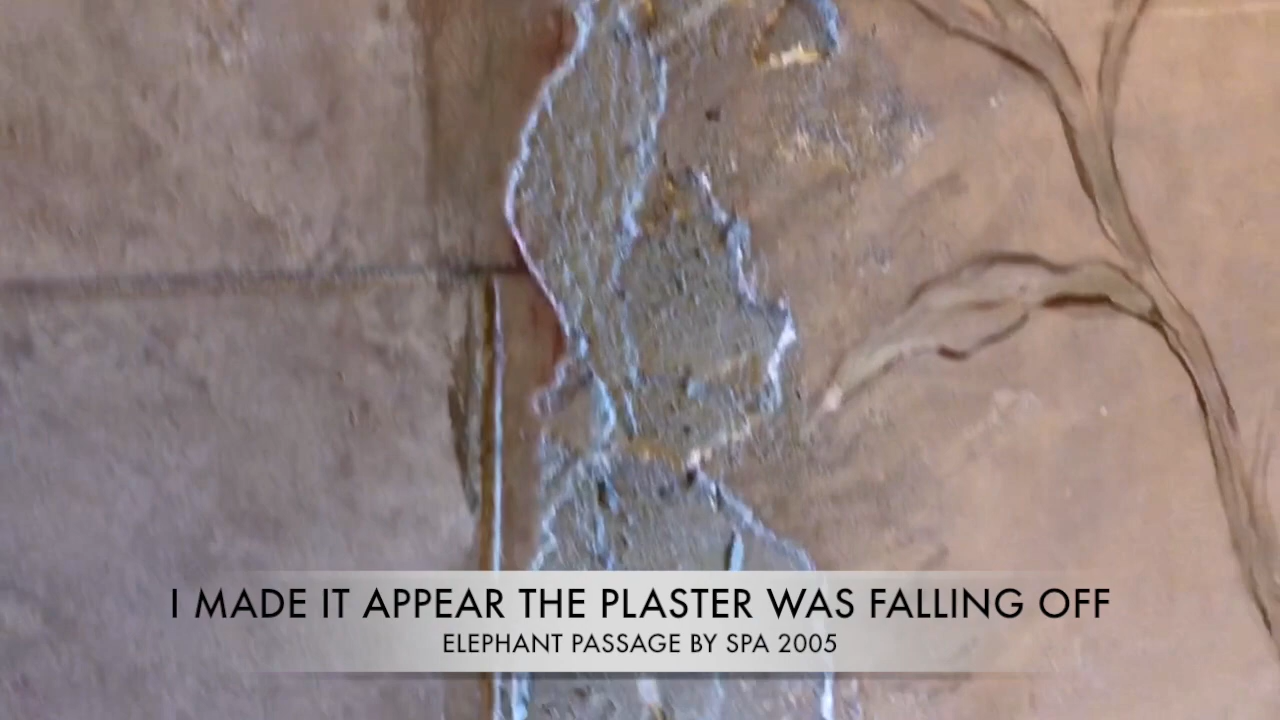 I MADE IT APPEAR THE PLASTER WAS FALLING OFF
ELEPHANT PASSAGE BY SPA 2005